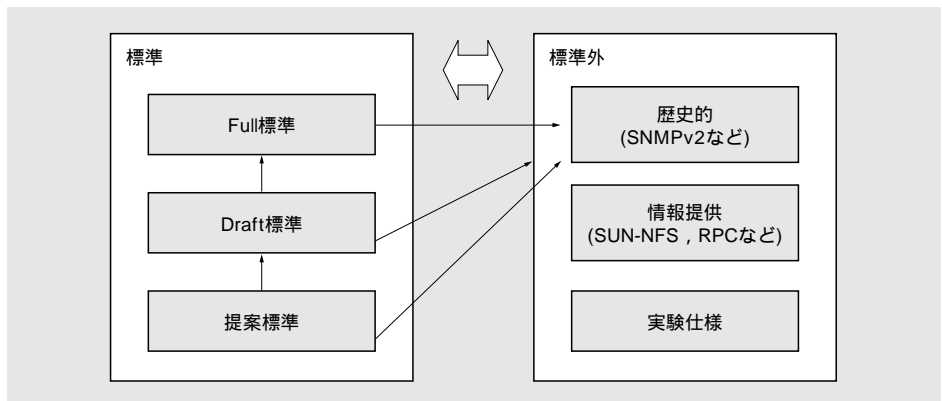 標準
Full標準
Draft標準
提案標準
標準外
歴史的
(SNMPv2など)
情報提供
(SUN-NFS，RPCなど)
実験仕様